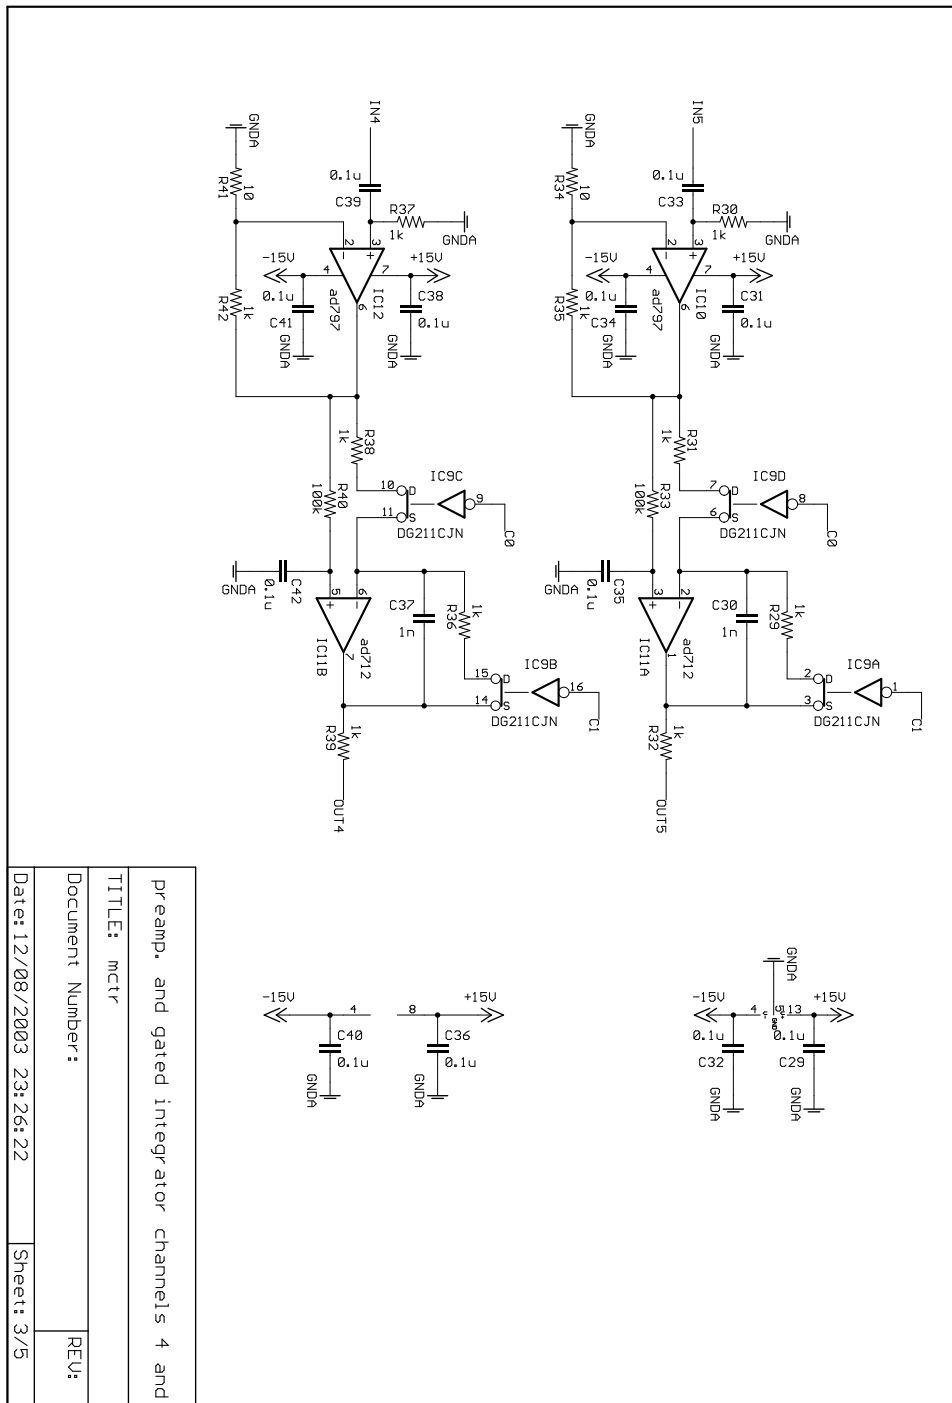 IN4
GNDA
0.1u
C39
R41
10
R37
1k
GNDA
2
3
-
+
-15V
4
7
+15V
ad797
IC12
6
R42
1k
0.1u
C41
GNDA
C38
0.1u
GNDA
1k
R38
R40
100k
IC9C
10
D
9
11
S
DG211CJN
C0
GNDA
0.1u
C42
5
6
+
-
IC11B
ad712
7
C37
1n
R36
1k
IC9B
15
D
16
14
S
DG211CJN
C1
R39
1k
OUT4
IN5
GNDA
0.1u
C33
R34
10
R30
1k
GNDA
2
3
-
+
-15V
4
7
+15V
ad797
IC10
6
R35
1k
0.1u
C34
GNDA
C31
0.1u
GNDA
1k
R31
R33
100k
IC9D
7
D
8
6
S
DG211CJN
C0
GNDA
0.1u
C35
3
2
+
-
IC11A
ad712
1
C30
1n
R29
1k
IC9A
2
D
1
3
S
DG211CJN
C1
R32
1k
OUT5
-15V
4
8
+15V
C40
0.1u
GNDA
C36
0.1u
GNDA
GNDA
-15V
4
5
GND
13
+15V
0.1u
C32
GNDA
0.1u
C29
GNDA
preamp. and gated integrator channels 4 and
TITLE: mctr
Document Number:
REV:
Date: 12/08/2003 23:26:22
Sheet: 3/5